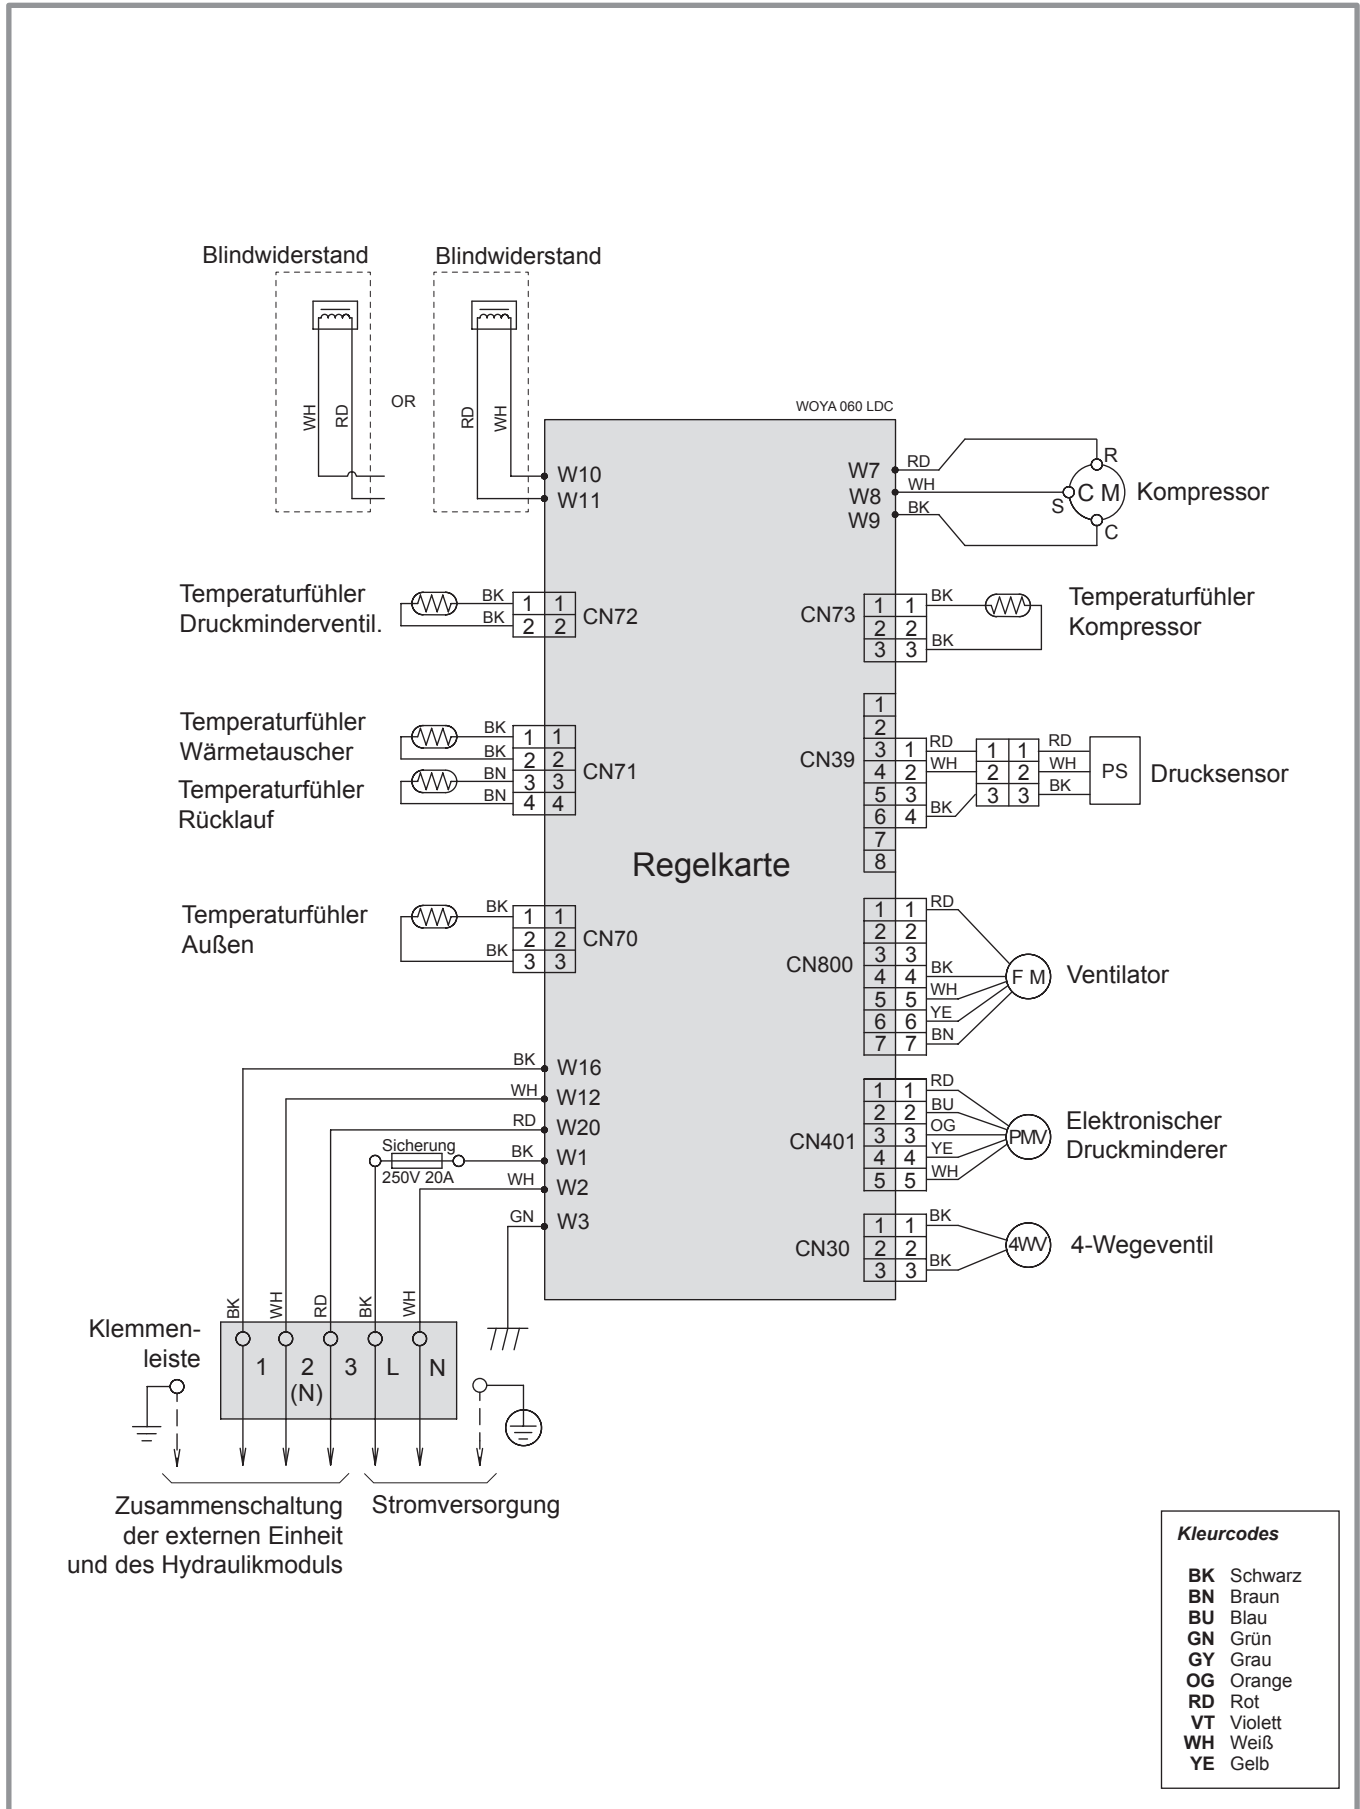 Blindwiderstand
Blindwiderstand
WH
RD
OR
RD
WH
WOYA 060 LDC
W10
W11
W7
W8
W9
RD
WH
BK
R
S
C
C M
Kompressor
Temperaturfühler
Druckminderventil.
BK
BK
1 1
2 2
CN72
CN73
1 1
2 2
3 3
BK
BK
Temperaturfühler
Kompressor
Temperaturfühler
Wärmetauscher
Temperaturfühler
Rücklauf
BK
BK
BN
BN
1 1
2 2
3 3
4 4
CN71
CN39
1
2
3 1
4 2
5 3
6 4
7
8
RD
WH
BK
1 1
2 2
3 3
RD
WH
BK
PS
Drucksensor
Regelkarte
Temperaturfühler
Außen
BK
BK
1 1
2 2
3 3
CN70
CN800
1 1
2 2
3 3
4 4
5 5
6 6
7 7
RD
BK
WH
YE
BN
F M
Ventilator
BK W16
WH W12
RD W20
Sicherung
250V 20A
BK W1
WH W2
GN W3
CN401
1 1
2 2
3 3
4 4
5 5
RD
BU
OG
YE
WH
PMV
Elektronischer
Druckminderer
CN30
1 1
2 2
3 3
BK
BK
4WV
4-Wegeventil
BK
WH
RD
BK
WH
Klemmen-
leiste
1 2 3 L N
(N)
Zusammenschaltung
der externen Einheit
und des Hydraulikmoduls
Stromversorgung
Kleurcodes
BK Schwarz
BN Braun
BU Blau
GN Grün
GY Grau
OG Orange
RD Rot
VT Violett
WH Weiß
YE Gelb